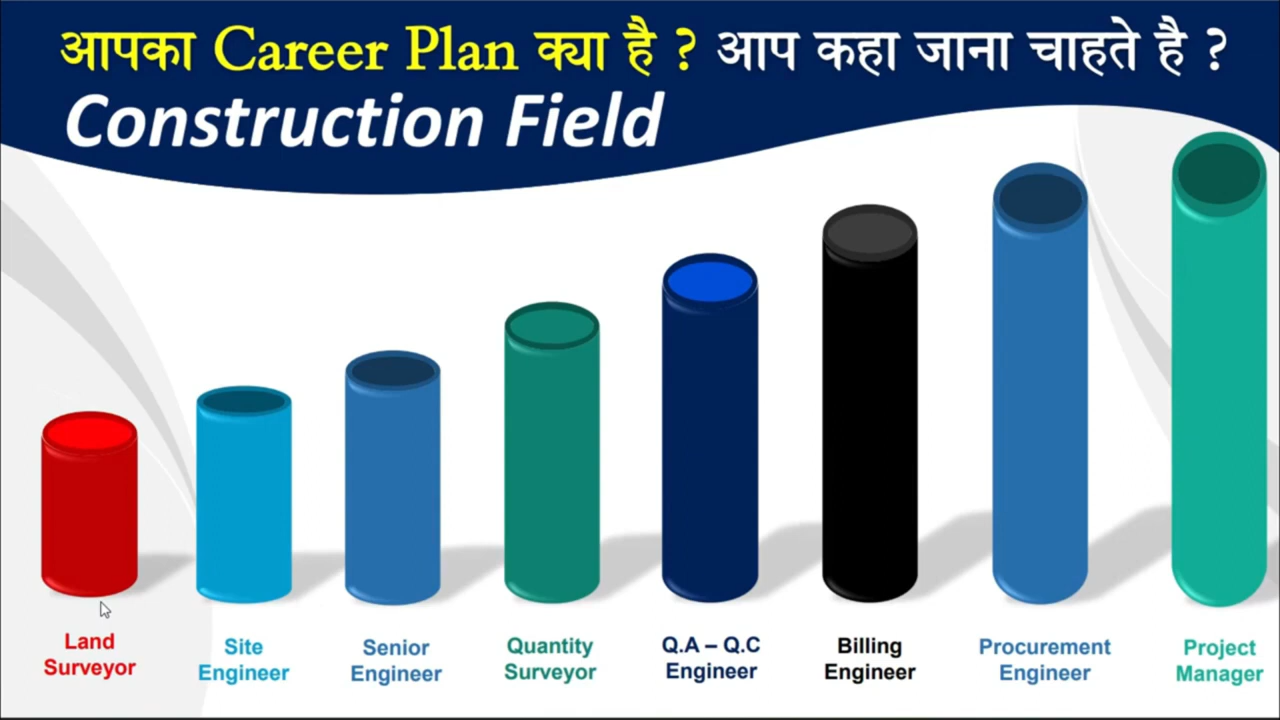 आपका Career Plan क्या है ? आप कहा जाना चाहते है ?
Construction Field
Land
Surveyor
Site
Engineer
Senior
Engineer
Quantity
Surveyor
Q.A – Q.C
Engineer
Billing
Engineer
Procurement
Engineer
Project
Manager